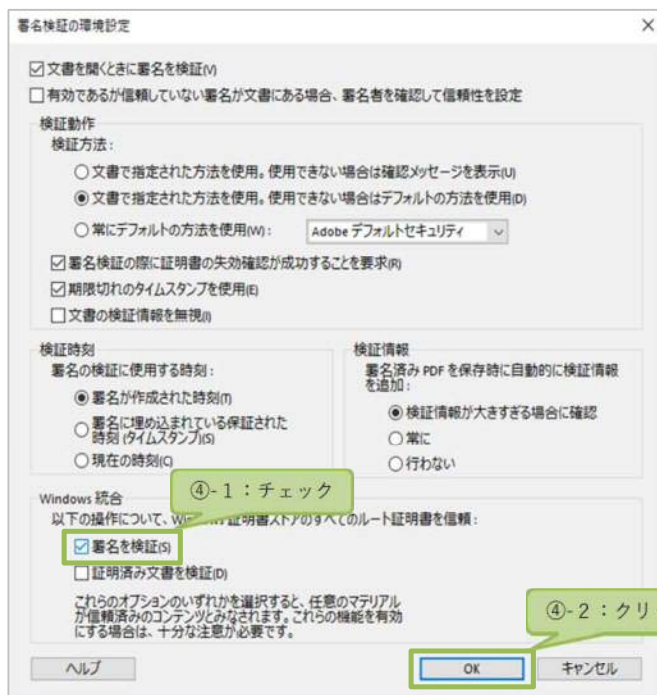 署名検証の環境設定
文書を開くときに署名を検証(V)
有効であるが信頼していない署名が文書にある場合、署名者を確認して信頼性を設定
検証動作
検証方法:
文書で指定された方法を使用。使用できない場合は確認メッセージを表示(U)
文書で指定された方法を使用。使用できない場合はデフォルトの方法を使用(D)
常にデフォルトの方法を使用(W): Adobe デフォルトセキュリティ
署名検証の際に証明書の失効確認が成功することを要求(R)
期限切れのタイムスタンプを使用(E)
文書の検証情報を無視(I)
検証時刻
署名の検証に使用する時刻:
署名が作成された時刻(T)
署名に埋め込まれている保証された
時刻 (タイムスタンプ)(S)
現在の時刻(C)
検証情報
署名済み PDF を保存時に自動的に検証情報
を追加:
検証情報が大きすぎる場合に確認
常に
行わない
④-1:チェック
Windows 統合
以下の操作について、Windows 証明書ストアのすべてのルート証明書を信頼:
署名を検証(S)
証明済み文書を検証(D)
これらのオプションのいずれかを選択すると、任意のマテリアル
が信頼済みのコンテンツとみなされます。これらの機能を有効
にする場合は、十分な注意が必要です。
④-2:クリ
ヘルプ
OK
キャンセル